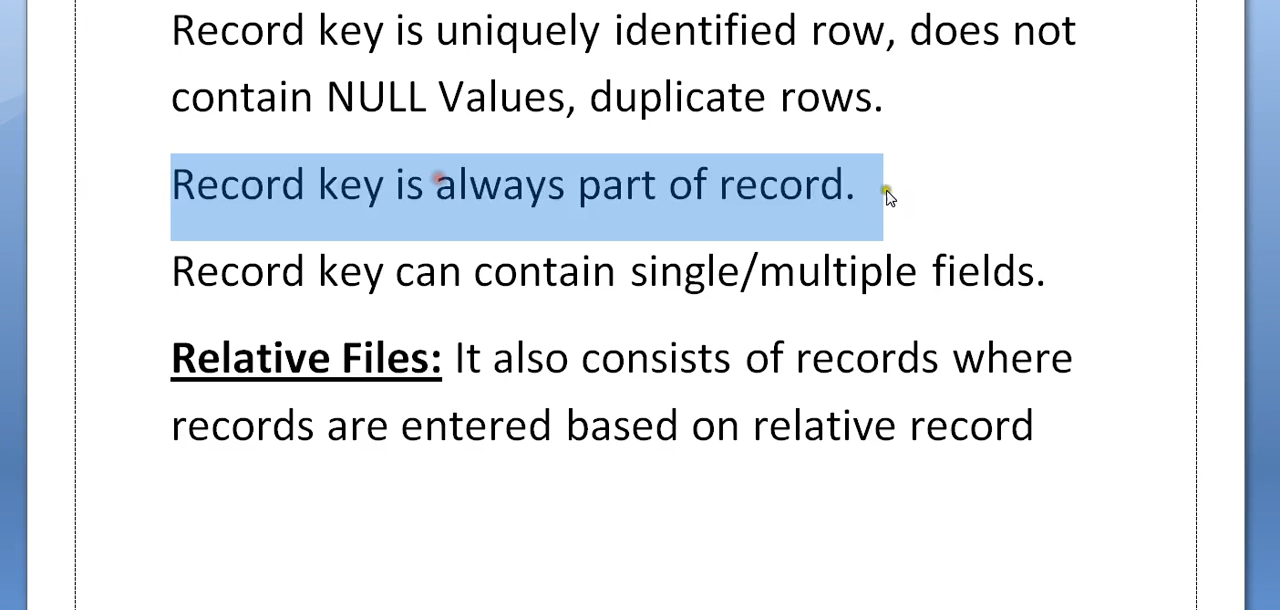 Record key is uniquely identified row, does not
contain NULL Values, duplicate rows.
Record key is always part of record.
Record key can contain single/multiple fields.
Relative Files: It also consists of records where
records are entered based on relative record